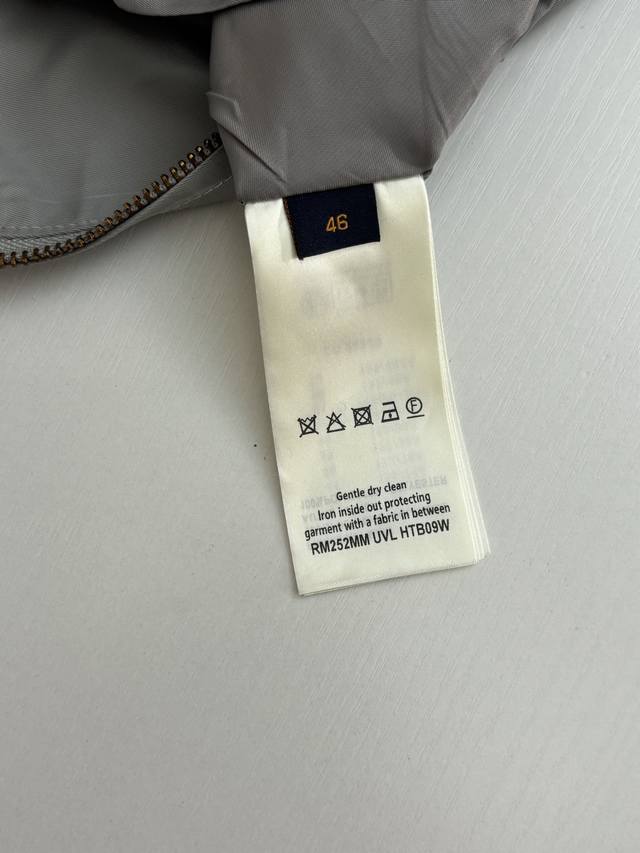 46
F
Gentle dry clean
Iron inside out protecting
garment with a fabric in between
RM252MM UVL HTB09W